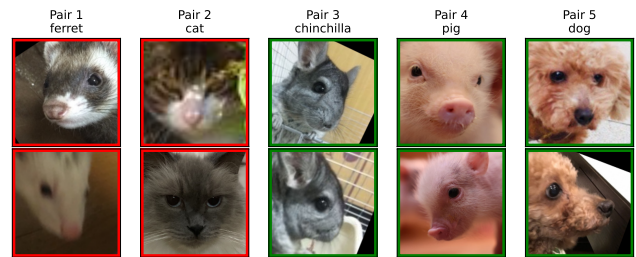 Pair 1
ferret
Pair 2
cat
Pair 3
chinchilla
Pair 4
pig
Pair 5
dog